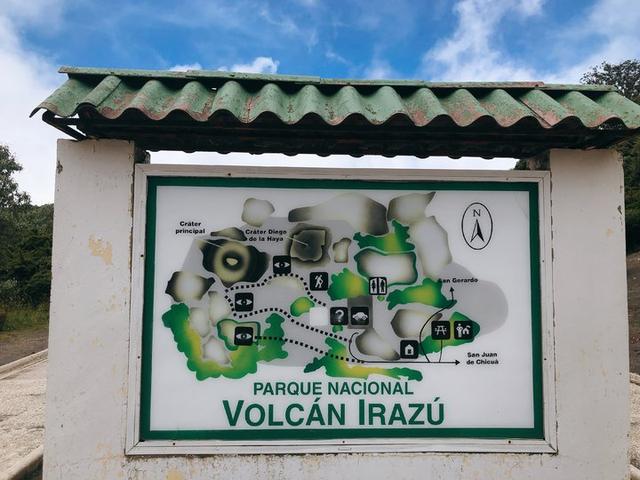 N
Cráter
principal
Cráter Diego
de la Haya
San Gerardo
?
San Juan
de Chicuá
PARQUE NACIONAL
VOLCÁN IRAZÚ